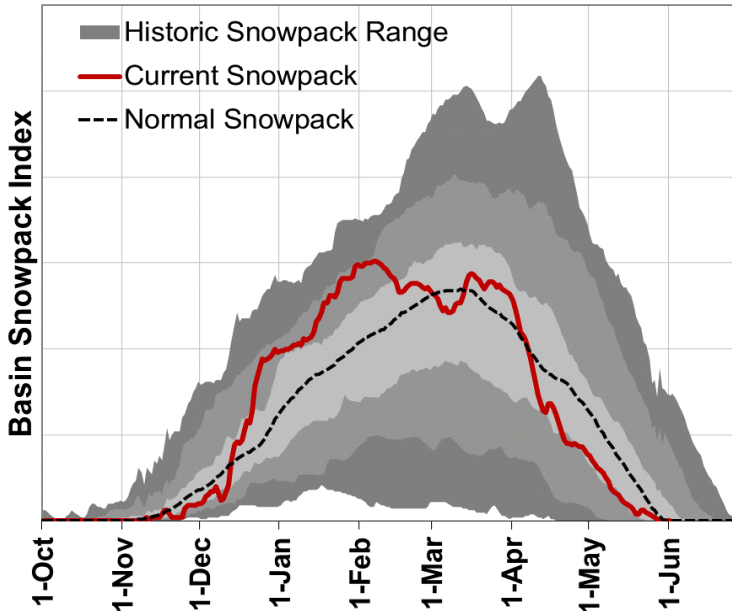 Historic Snowpack Range
Current Snowpack
Normal Snowpack
Basin Snowpack Index
1-Oct
1-Nov
1-Dec
1-Jan
1-Feb
1-Mar
1-Apr
1-May
1-Jun